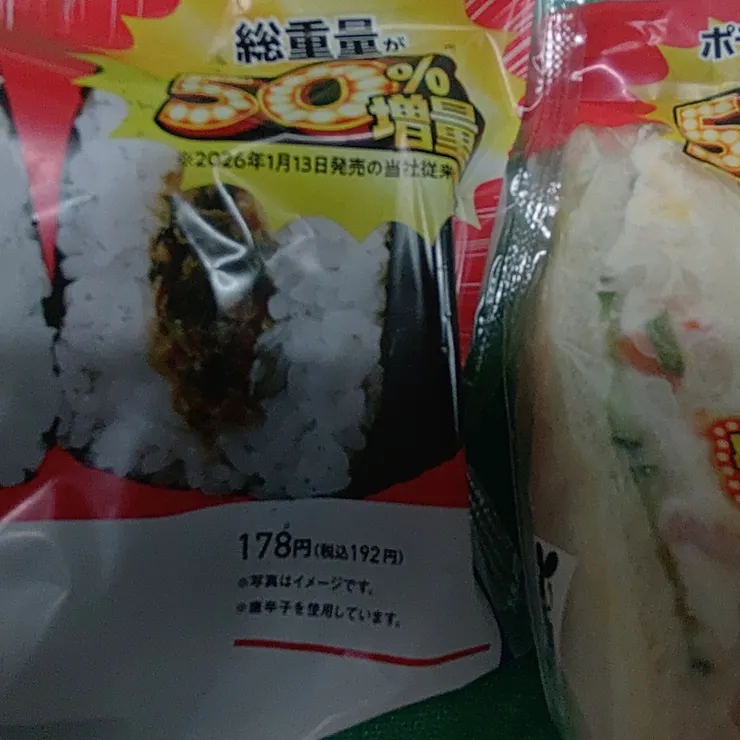 総重量が
50%
増量
※2026年1月13日発売の当社従来
178円(税込192円)
※写真はイメージです。
※唐辛子を使用しています。
ポ
5